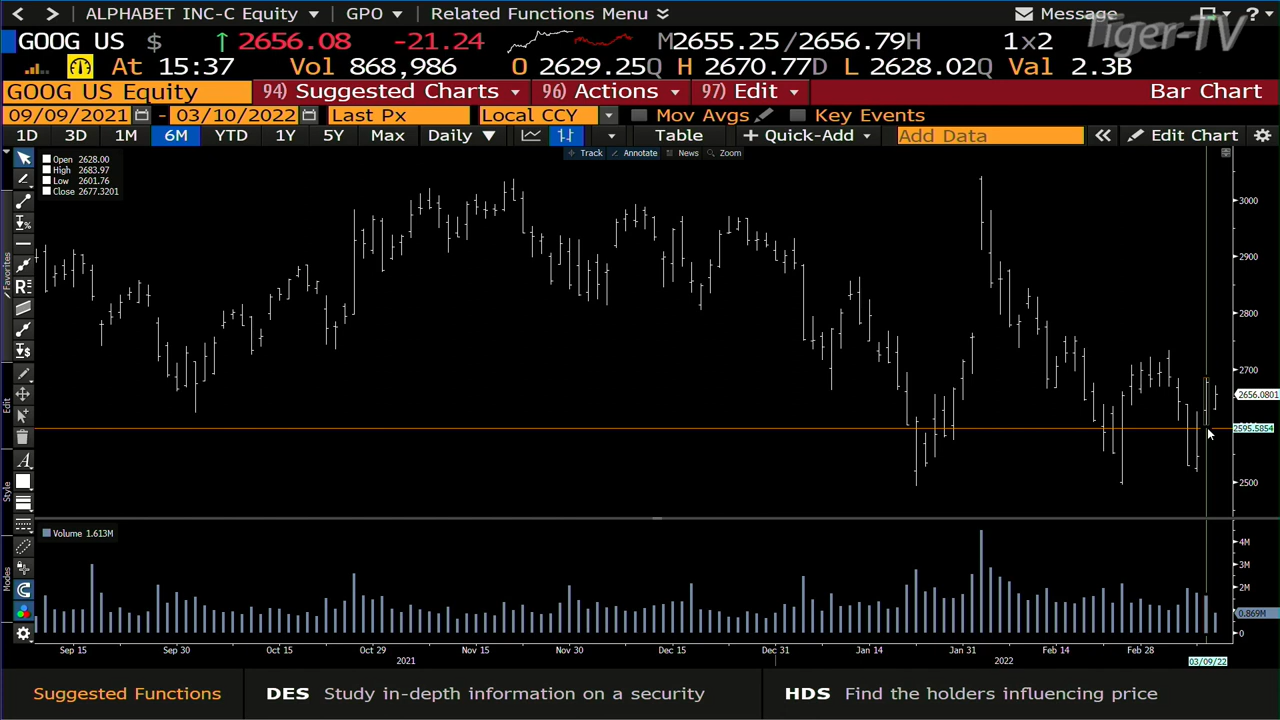 ALPHABET INC-C Equity GPO Related Functions Menu Message ?
Tiger-TV
GOOG US $ ↑ 2656.08 -21.24 M2655.25/2656.79H 1x2
At 15:37 Vol 868,986 O 2629.25Q H 2670.77D L 2628.02Q Val 2.3B
GOOG US Equity 94) Suggested Charts 96) Actions 97) Edit Bar Chart
09/09/2021 - 03/10/2022 Last Px Local CCY Mov Avgs Key Events
1D 3D 1M 6M YTD 1Y 5Y Max Daily ▼ Table + Quick-Add Add Data « Edit Chart
Track Annotate News Zoom
Open 2628.00
High 2683.97
Low 2601.76
Close 2677.3201
3000
2900
2800
2700
2656.0801
2595.5854
2500
Favorites
Edit
Style
Modes
Volume 1.613M
4M
3M
2M
0.869M
0
Sep 15 Sep 30 Oct 15 Oct 29 Nov 15 Nov 30 Dec 15 Dec 31 Jan 14 Jan 31 Feb 14 Feb 28 03/09/22
2021 2022
Suggested Functions DES Study in-depth information on a security HDS Find the holders influencing price